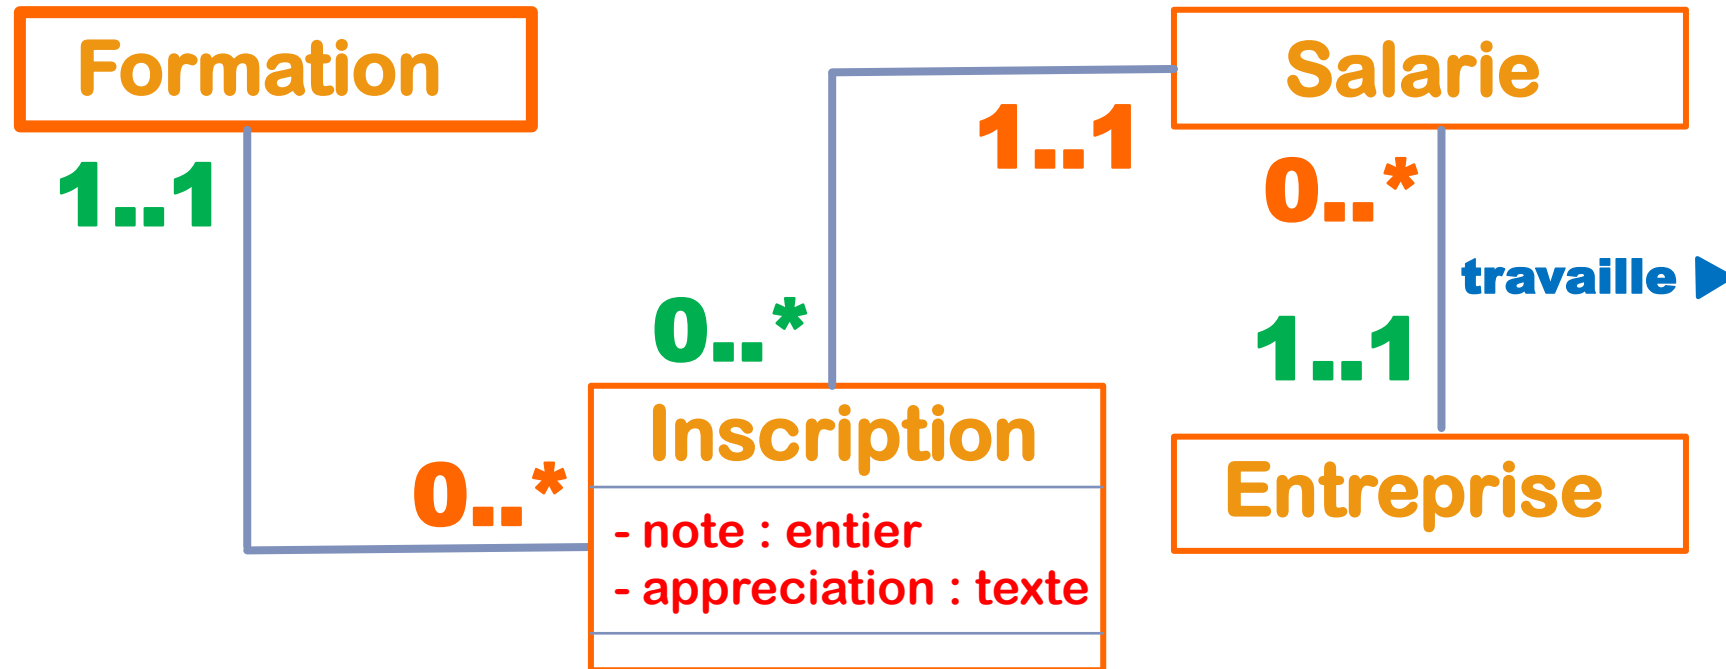 Formation
Salarie
1..1
1..1
0..*
travaille
0..*
1..1
Inscription
0..*
Entreprise
- note : entier
- appreciation : texte